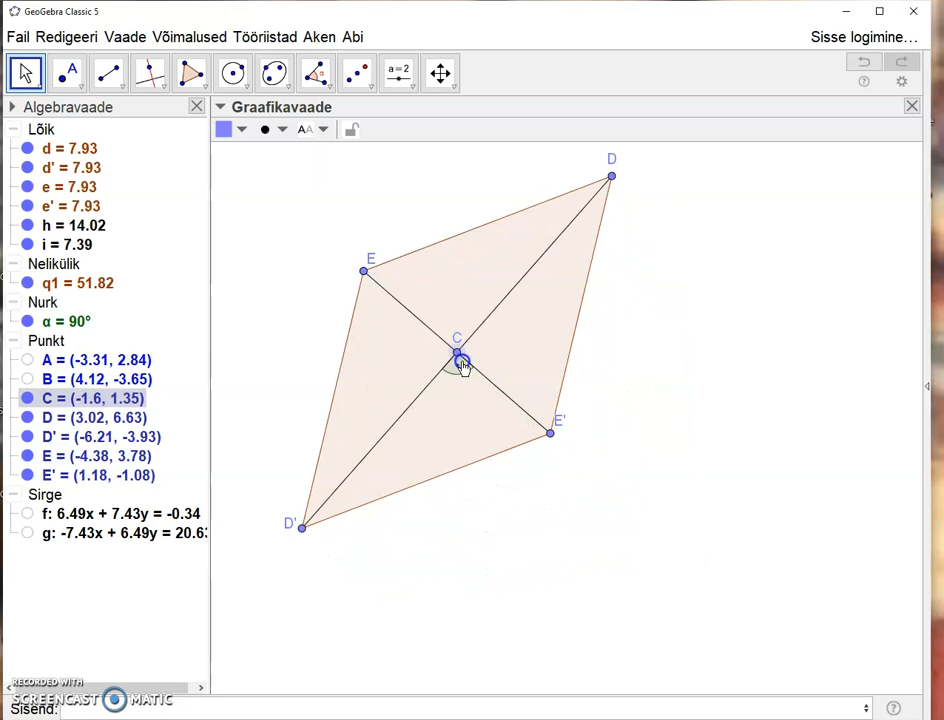 GeoGebra Classic 5
Fail Redigeeri Vaade Võimalused Tööriistad Aken Abi
Sisse logimine…
A
a=2
Algebravaade
Graafikavaade
AA
Lõik
d = 7.93
d' = 7.93
e = 7.93
e' = 7.93
h = 14.02
i = 7.39
Nelikülik
q1 = 51.82
Nurk
α = 90°
Punkt
A = (-3.31, 2.84)
B = (4.12, -3.65)
C = (-1.6, 1.35)
D = (3.02, 6.63)
D' = (-6.21, -3.93)
E = (-4.38, 3.78)
E' = (1.18, -1.08)
Sirge
f: 6.49x + 7.43y = -0.34
g: -7.43x + 6.49y = 20.63
D
E
C
E'
D'
RECORDED WITH
SCREENCAST MATIC
Sisend: